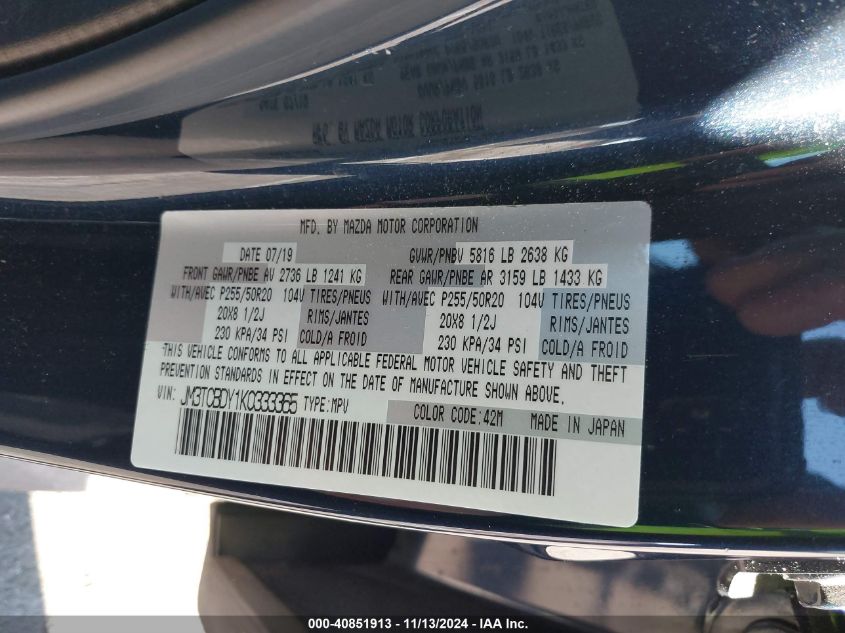 MFD. BY MAZDA MOTOR CORPORATION
DATE 07/19 GVWR/PNBV 5816 LB 2638 KG
FRONT GAWR/PNBE AV 2736 LB 1241 KG REAR GAWR/PNBE AR 3159 LB 1433 KG
WITH/AVEC P255/50R20 104V TIRES/PNEUS WITH/AVEC P255/50R20 104V TIRES/PNEUS
20X8 1/2J RIMS/JANTES 20X8 1/2J RIMS/JANTES
230 KPA/34 PSI COLD/A FROID 230 KPA/34 PSI COLD/A FROID
THIS VEHICLE CONFORMS TO ALL APPLICABLE FEDERAL MOTOR VEHICLE SAFETY AND THEFT
PREVENTION STANDARDS IN EFFECT ON THE DATE OF MANUFACTURE SHOWN ABOVE.
VIN: JM3TCBDY1K0333365 TYPE:MPV COLOR CODE:42M MADE IN JAPAN
000-40851913 - 11/13/2024 - IAA Inc.